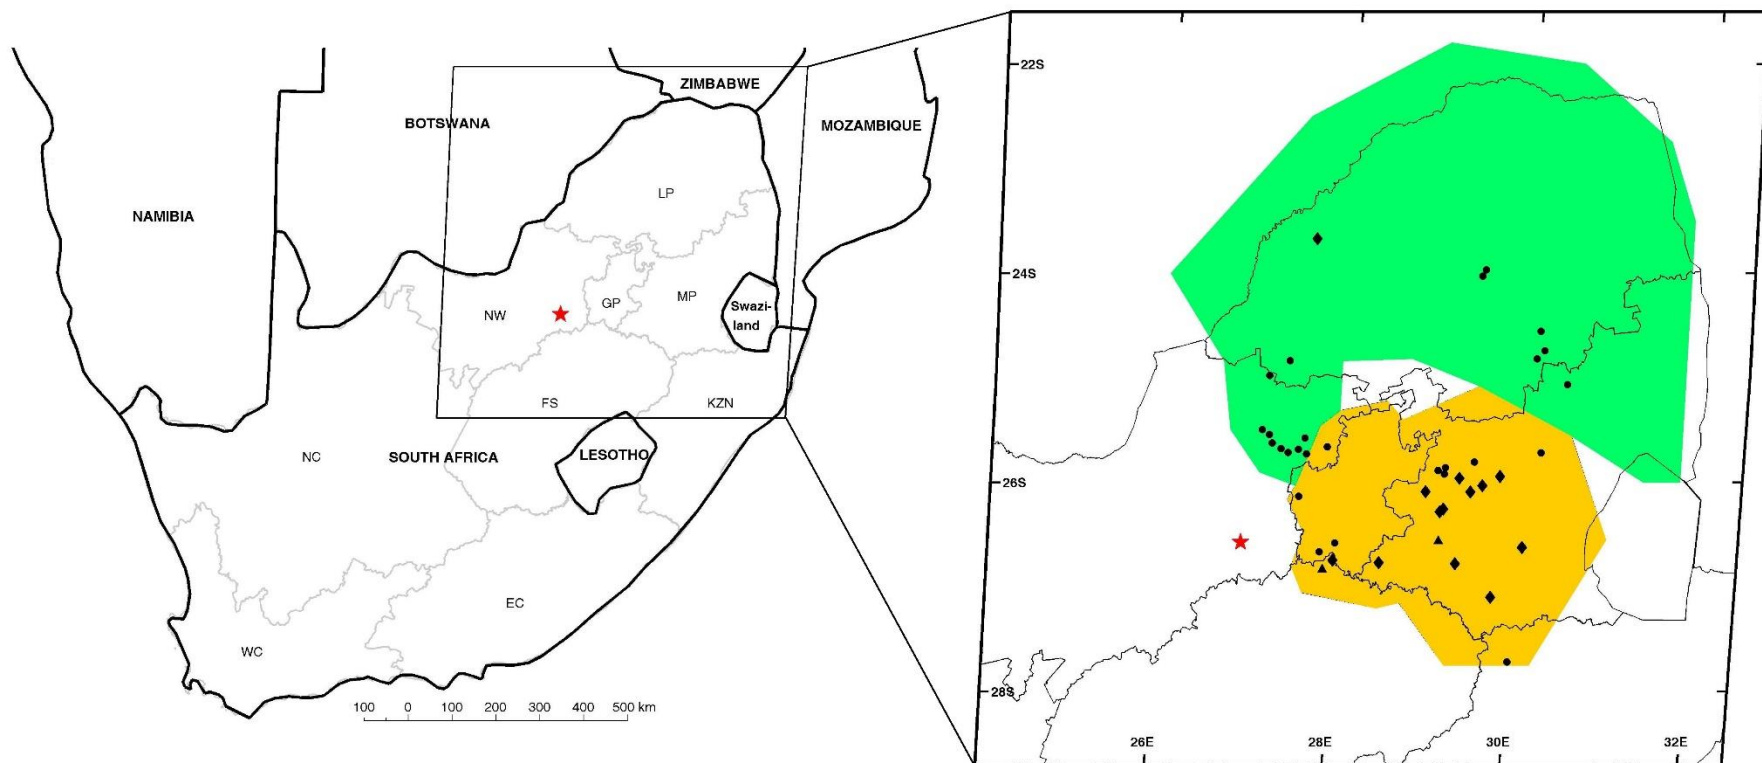 ZIMBABWE
BOTSWANA
MOZAMBIQUE
NAMIBIA
LP
NW
GP
MP
Swazi-
land
FS
KZN
NC
SOUTH AFRICA
LESOTHO
EC
WC
100 0 100 200 300 400 500 km
22S
24S
26S
28S
26E 28E 30E 32E